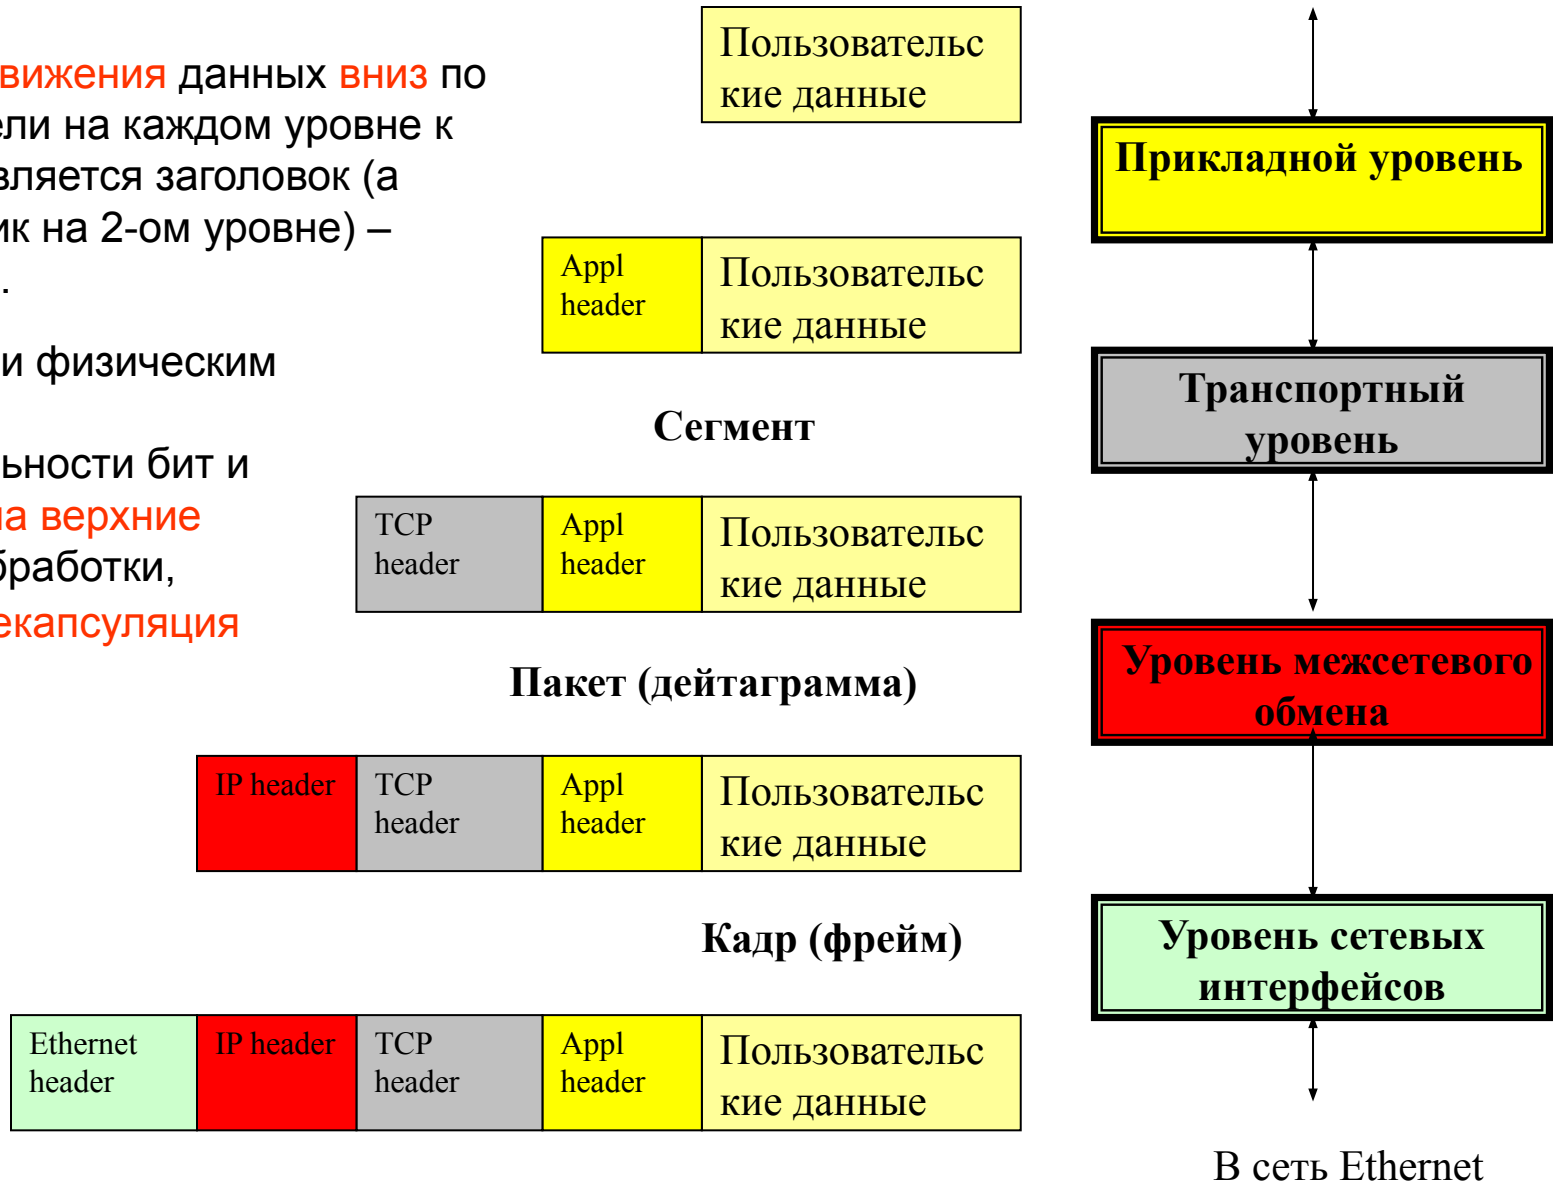 вижения данных вниз по
ели на каждом уровне к
вляется заголовок (а
ик на 2-ом уровне) –
.
и физическим
ьности бит и
на верхние
бработки,
екапсуляция
Пользовательс
кие данные
Appl
header
Пользовательс
кие данные
Сегмент
TCP
header
Appl
header
Пользовательс
кие данные
Пакет (дейтаграмма)
IP header
TCP
header
Appl
header
Пользовательс
кие данные
Кадр (фрейм)
Ethernet
header
IP header
TCP
header
Appl
header
Пользовательс
кие данные
Прикладной уровень
Транспортный
уровень
Уровень межсетевого
обмена
Уровень сетевых
интерфейсов
В сеть Ethernet